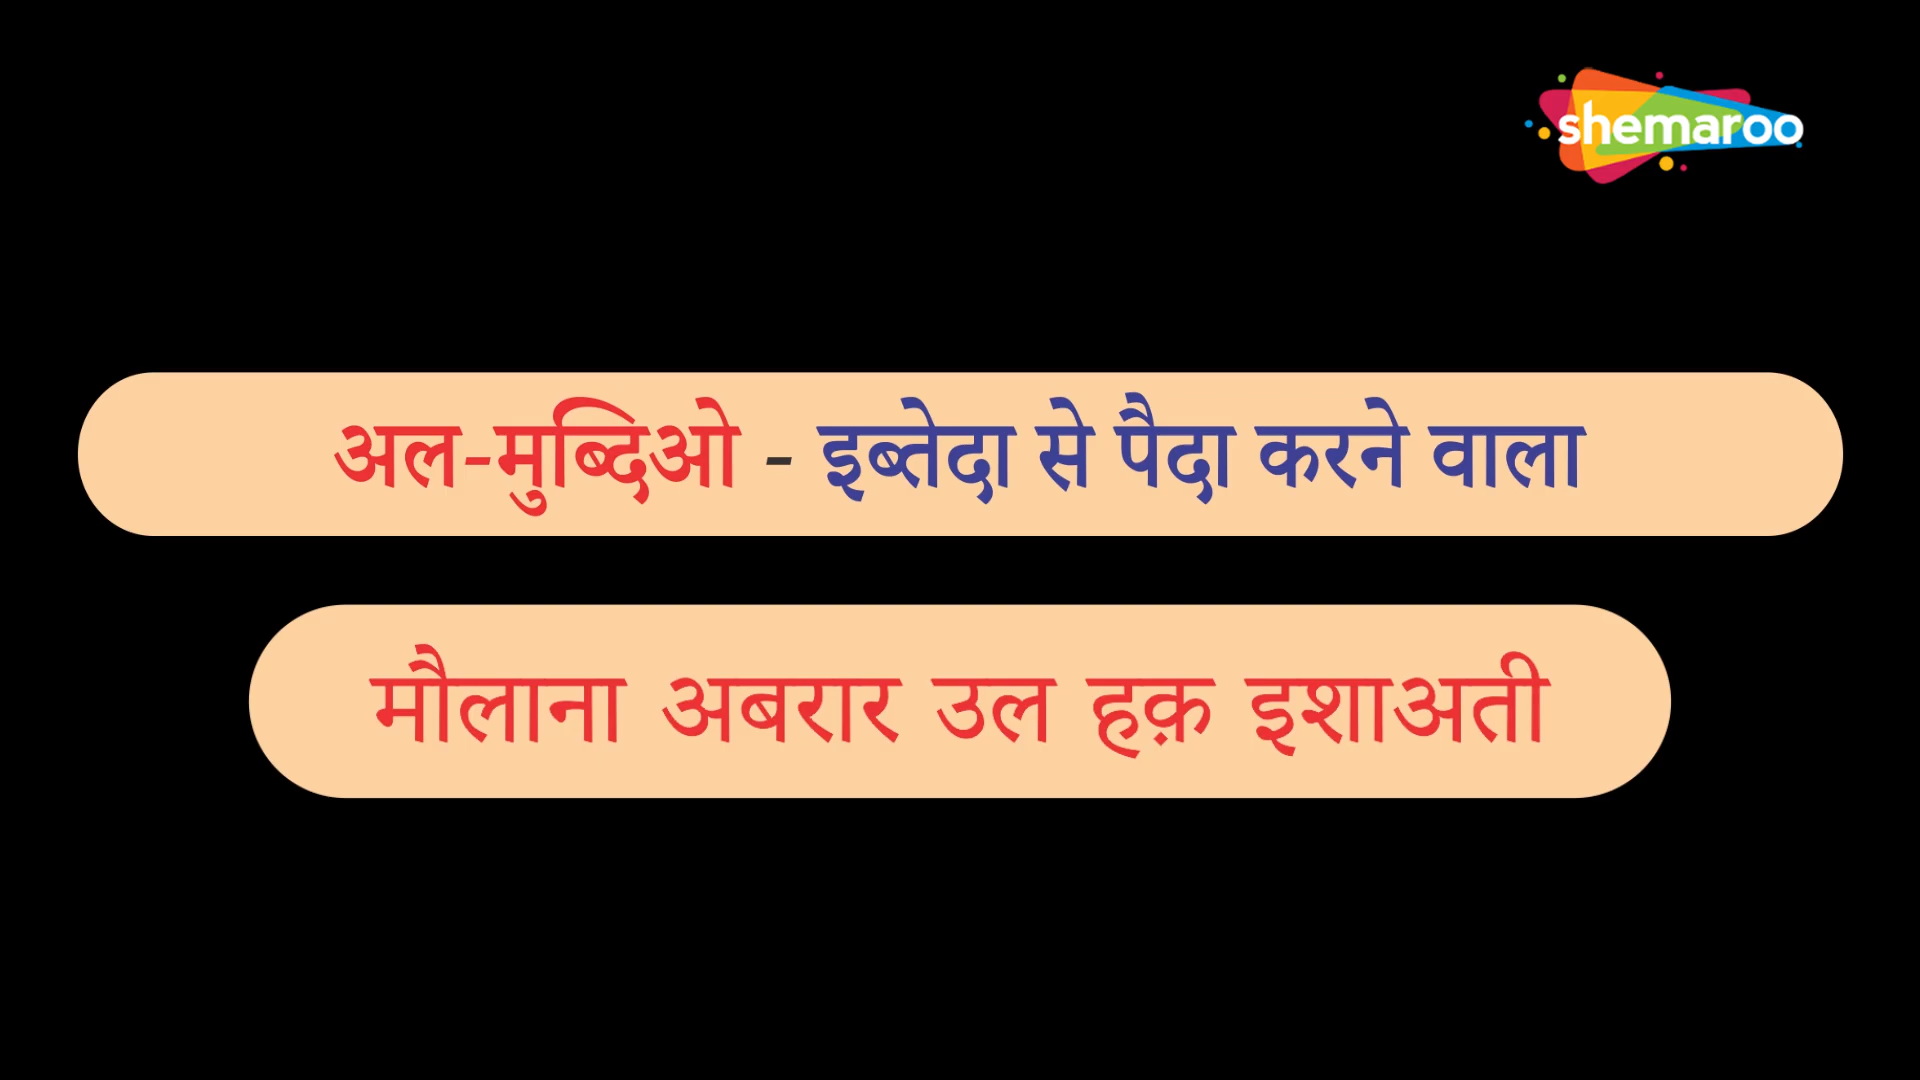 shemaroo
अल-मुब्दिओ - इब्तेदा से पैदा करने वाला
मौलाना अबरार उल हक़ इशाअती